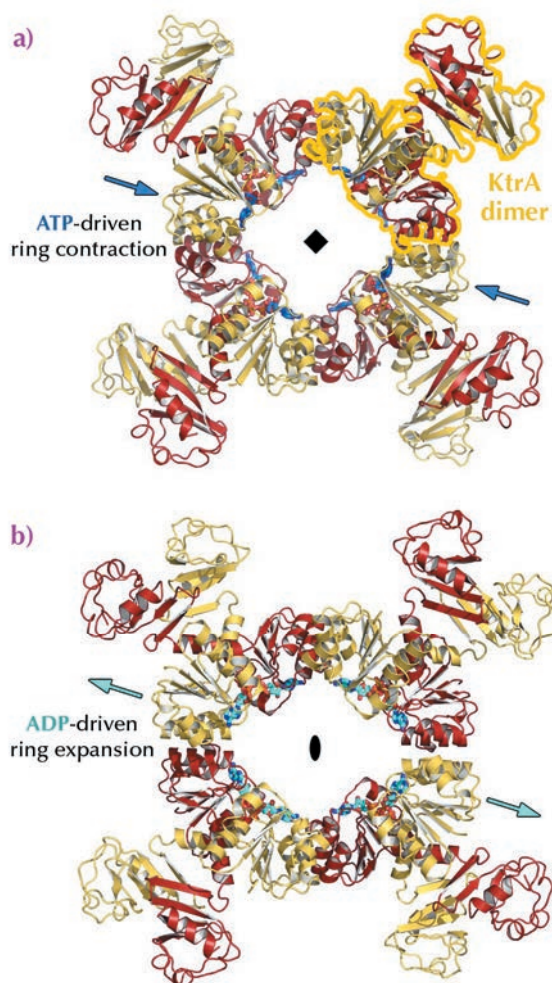 a)
KtrA
dimer
ATP-driven
ring contraction
b)
ADP-driven
ring expansion